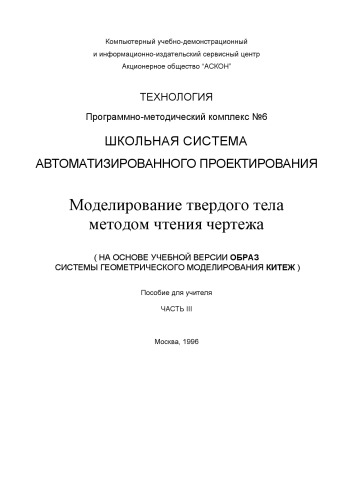 Компьютерный учебно-демонстрационный
и информационно-издательский сервисный центр
Акционерное общество "АСКОН"
ТЕХНОЛОГИЯ
Программно-методический комплекс №6
ШКОЛЬНАЯ СИСТЕМА
АВТОМАТИЗИРОВАННОГО ПРОЕКТИРОВАНИЯ
Моделирование твердого тела
методом чтения чертежа
( НА ОСНОВЕ УЧЕБНОЙ ВЕРСИИ ОБРАЗ
СИСТЕМЫ ГЕОМЕТРИЧЕСКОГО МОДЕЛИРОВАНИЯ КИТЕЖ )
Пособие для учителя
ЧАСТЬ III
Москва, 1996